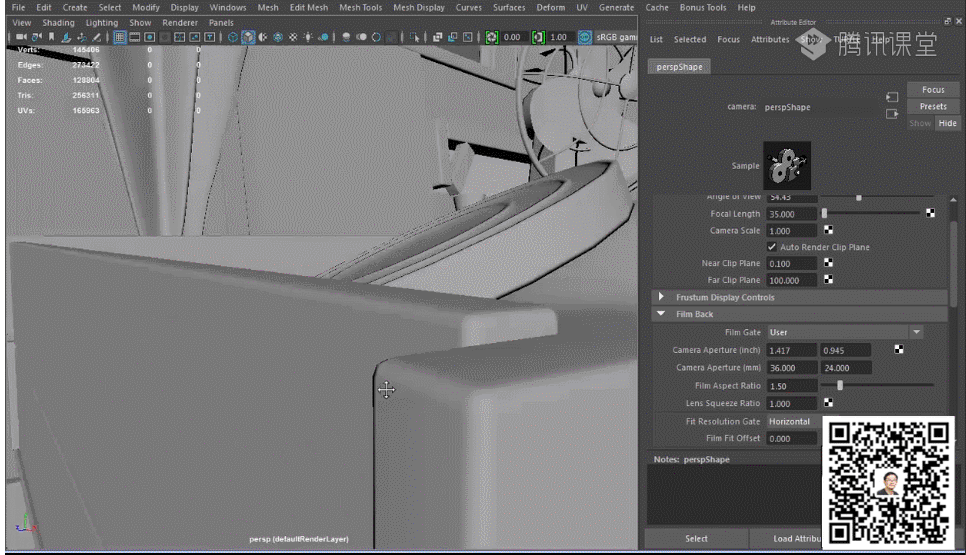 File Edit Create Select Modify Display Windows Mesh Edit Mesh Mesh Tools Mesh Display Curves Surfaces Deform UV Generate Cache Bonus Tools Help
View Shading Lighting Show Renderer Panels
Attribute Editor
List Selected Focus Attributes Show
腾讯课堂
0.00 1.00 sRGB gam
Verts: 145406 0 0
Edges: 273422 0 0
Faces: 128804 0 0
Tris: 256311 0 0
UVs: 165963 0 0
perspShape
Focus
camera: perspShape
Presets
Show Hide
Sample
Angle of View 54.43
Focal Length 35.000
Camera Scale 1.000
Auto Render Clip Plane
Near Clip Plane 0.100
Far Clip Plane 100.000
Frustum Display Controls
Film Back
Film Gate User
Camera Aperture (inch) 1.417 0.945
Camera Aperture (mm) 36.000 24.000
Film Aspect Ratio 1.50
Lens Squeeze Ratio 1.000
Fit Resolution Gate Horizontal
Film Fit Offset 0.000
Notes: perspShape
persp (defaultRenderLayer)
Select Load Attribu